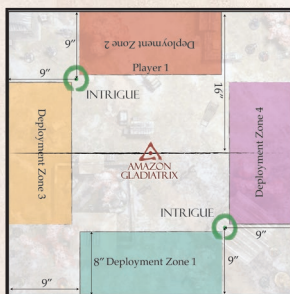 9"
Deployment Zone 2
Player 1
9"
16"
INTRIGUE
Deployment Zone 3
Deployment Zone 4
AMAZON
GLADIATRIX
INTRIGUE
9"
8" Deployment Zone 1
9"
9"